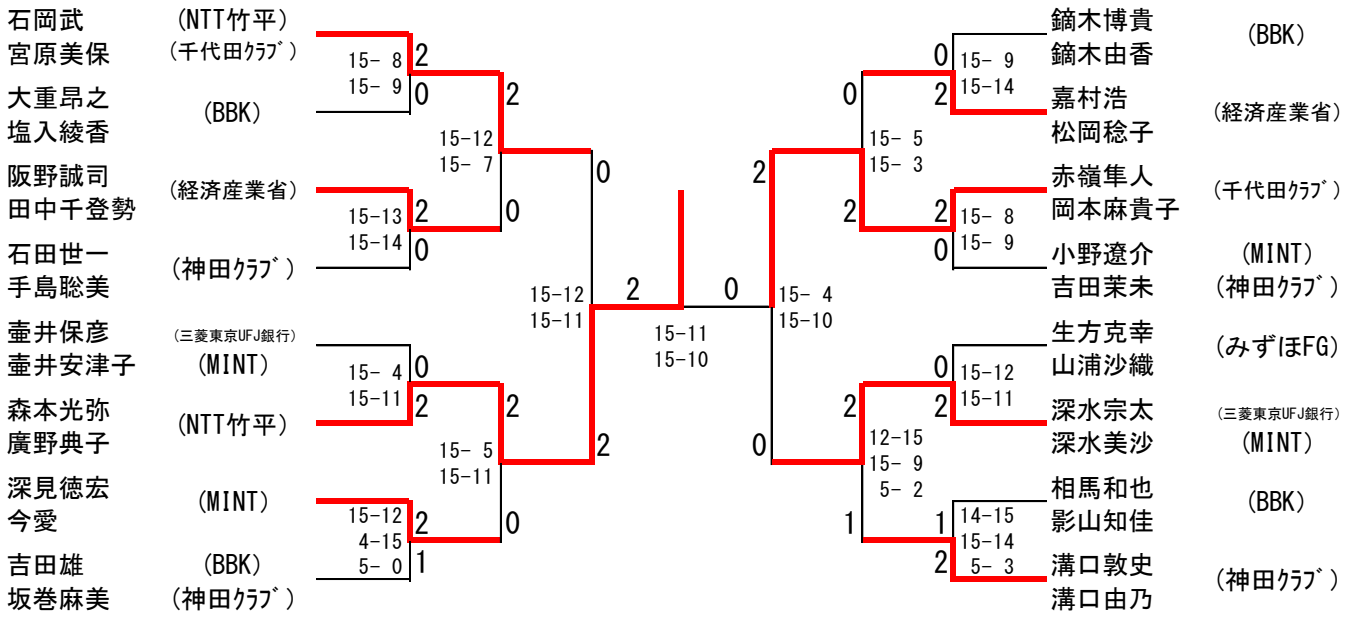 石岡武 (NTT竹平)
宮原美保 (千代田ｸﾗﾌﾞ)
15- 8 2
15- 9 0
大重昂之
塩入綾香 (BBK)
15-12 2
15- 7 0
阪野誠司
田中千登勢 (経済産業省)
15-13 2
15-14 0
石田世一
手島聡美 (神田ｸﾗﾌﾞ)
0
15-12
15-11
2
壷井保彦 (三菱東京UFJ銀行)
壷井安津子 (MINT)
15- 4 0
15-11 2
森本光弥
廣野典子 (NTT竹平)
2
15- 5
15-11
0
深見徳宏
今愛 (MINT)
15-12 2
4-15
5- 0 1
吉田雄 (BBK)
坂巻麻美 (神田ｸﾗﾌﾞ)
2 0
15-11
15-10
鏑木博貴
鏑木由香 (BBK)
0 15- 9
2 15-14
嘉村浩
松岡稔子 (経済産業省)
0
15- 5
15- 3
2
赤嶺隼人
岡本麻貴子 (千代田ｸﾗﾌﾞ)
2 15- 8
0 15- 9
小野遼介 (MINT)
吉田茉未 (神田ｸﾗﾌﾞ)
2
15- 4
15-10
0
生方克幸
山浦沙織 (みずほFG)
0 15-12
2 15-11
深水宗太 (三菱東京UFJ銀行)
深水美沙 (MINT)
2
12-15
15- 9
5- 2
1
相馬和也
影山知佳 (BBK)
1 14-15
15-14
2 5- 3
溝口敦史
溝口由乃 (神田ｸﾗﾌﾞ)